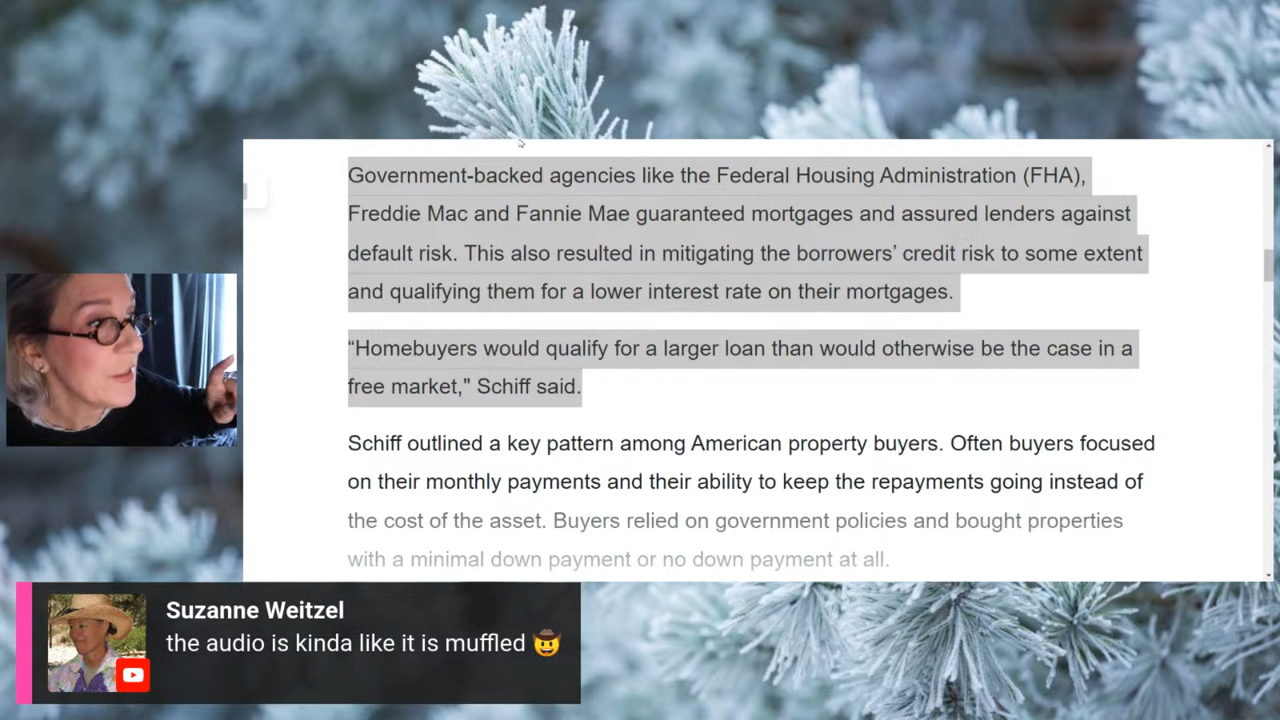 Government-backed agencies like the Federal Housing Administration (FHA),
Freddie Mac and Fannie Mae guaranteed mortgages and assured lenders against
default risk. This also resulted in mitigating the borrowers’ credit risk to some extent
and qualifying them for a lower interest rate on their mortgages.
“Homebuyers would qualify for a larger loan than would otherwise be the case in a
free market," Schiff said.
Schiff outlined a key pattern among American property buyers. Often buyers focused
on their monthly payments and their ability to keep the repayments going instead of
the cost of the asset. Buyers relied on government policies and bought properties
with a minimal down payment or no down payment at all.
Suzanne Weitzel
the audio is kinda like it is muffled 🤠